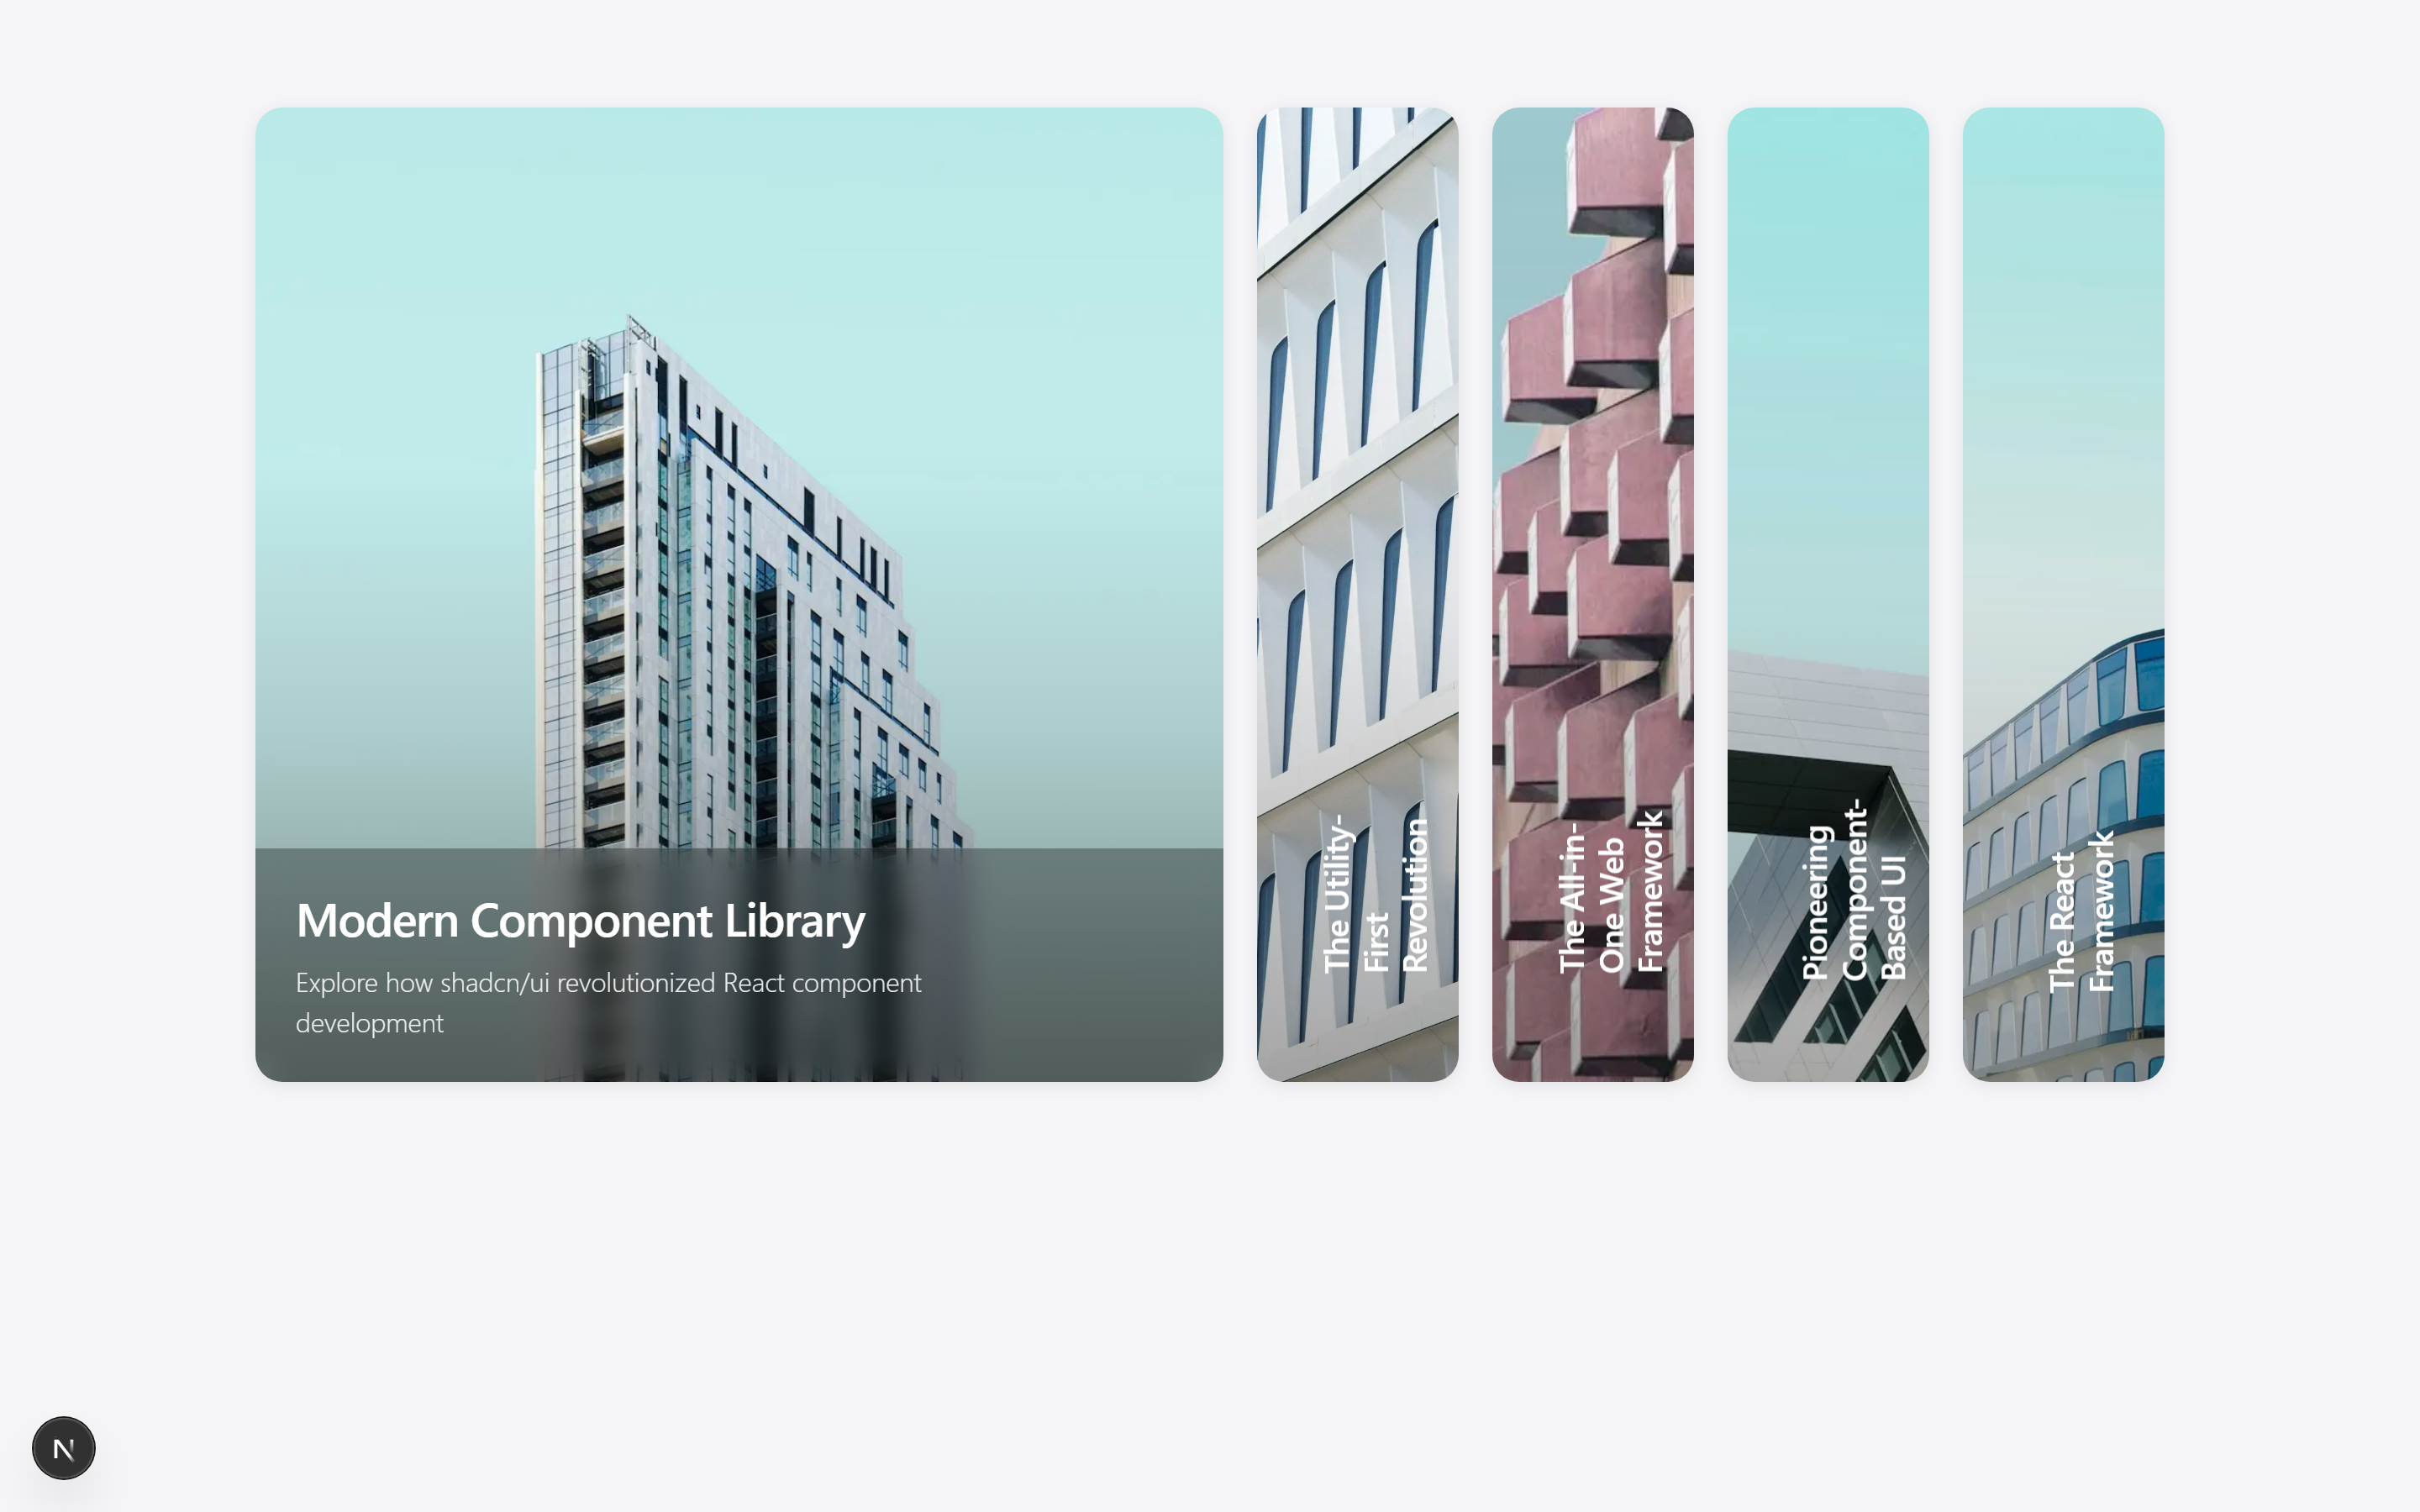 Modern Component Library
Explore how shadcn/ui revolutionized React component
development
The Utility-
First
Revolution
The All-in-
One Web
Framework
Pioneering
Component-
Based UI
The React
Framework
N